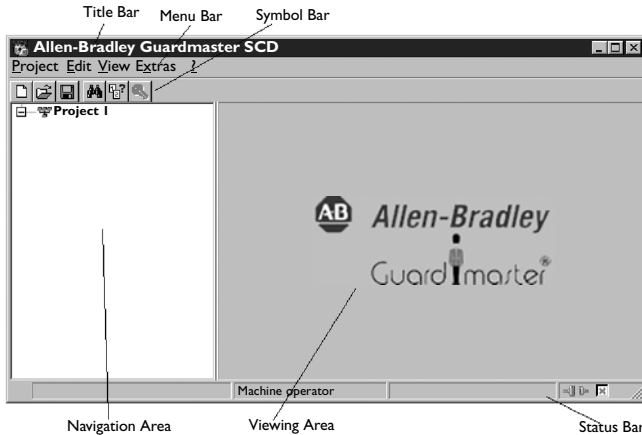 Title Bar
Menu Bar
Symbol Bar
Allen-Bradley Guardmaster SCD
Project Edit View Extras ?
Project 1
AB Allen-Bradley
Guardmaster®
Machine operator
Navigation Area
Viewing Area
Status Bar